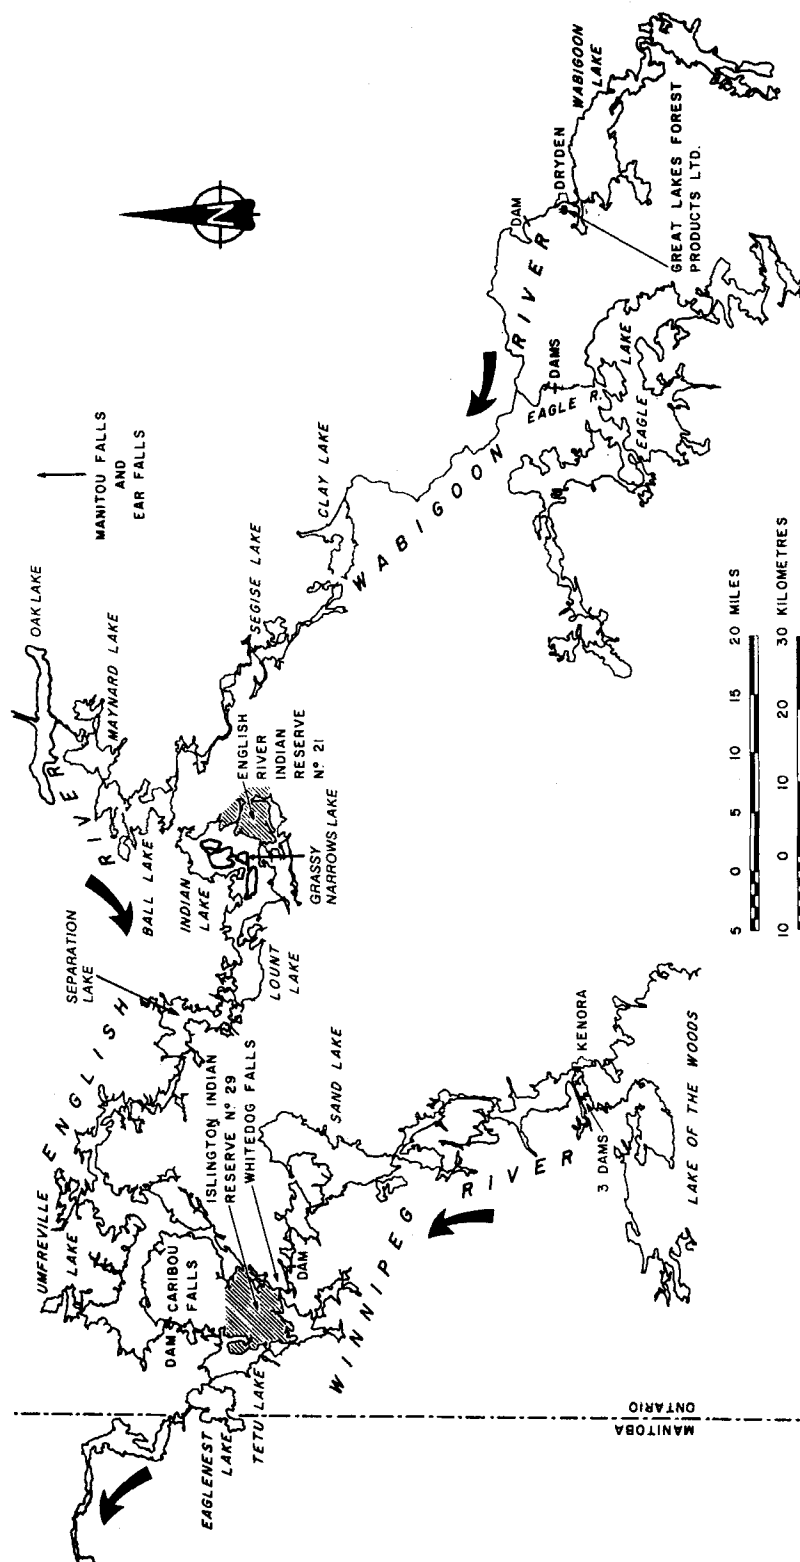 N
MANITOU FALLS
AND
EAR FALLS
OAK LAKE
MAYNARD LAKE
ENGLISH RIVER
BALL LAKE
SEPARATION
LAKE
UMFREVILLE
LAKE
DAM
CARIBOU
FALLS
ISLINGTON INDIAN
RESERVE Nº 29
WHITEDOG FALLS
DAM
EAGLENEST
LAKE
TETU LAKE
INDIAN
LAKE
LOUNT
LAKE
GRASSY
NARROWS LAKE
ENGLISH
RIVER
INDIAN
RESERVE
Nº 21
SEGISE LAKE
CLAY LAKE
WABIGOON RIVER
DAM
DRYDEN
WABIGOON
LAKE
GREAT LAKES FOREST
PRODUCTS LTD.
DAMS
EAGLE R.
EAGLE LAKE
SAND LAKE
WINNIPEG RIVER
KENORA
3 DAMS
LAKE OF THE WOODS
MANITOBA
ONTARIO
5 0 5 10 15 20 MILES
10 0 10 20 30 KILOMETRES